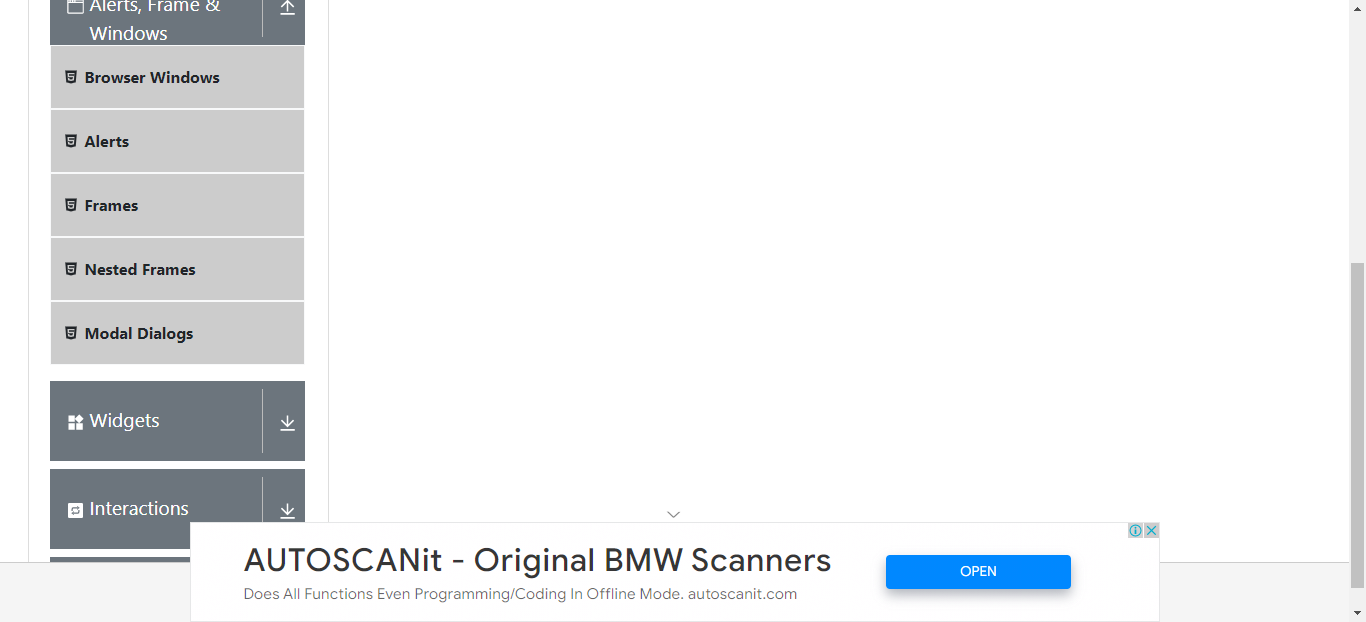 Alerts, Frame &
Windows
Browser Windows
Alerts
Frames
Nested Frames
Modal Dialogs
Widgets
Interactions
AUTOSCANit - Original BMW Scanners
Does All Functions Even Programming/Coding In Offline Mode. autoscanit.com
OPEN